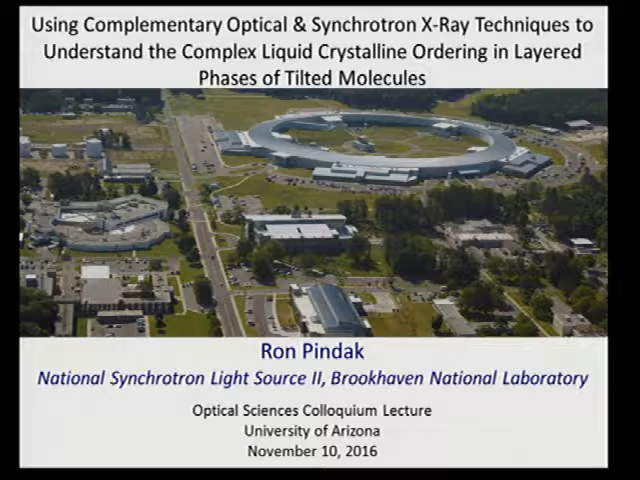 Using Complementary Optical & Synchrotron X-Ray Techniques to
Understand the Complex Liquid Crystalline Ordering in Layered
Phases of Tilted Molecules
Ron Pindak
National Synchrotron Light Source II, Brookhaven National Laboratory
Optical Sciences Colloquium Lecture
University of Arizona
November 10, 2016